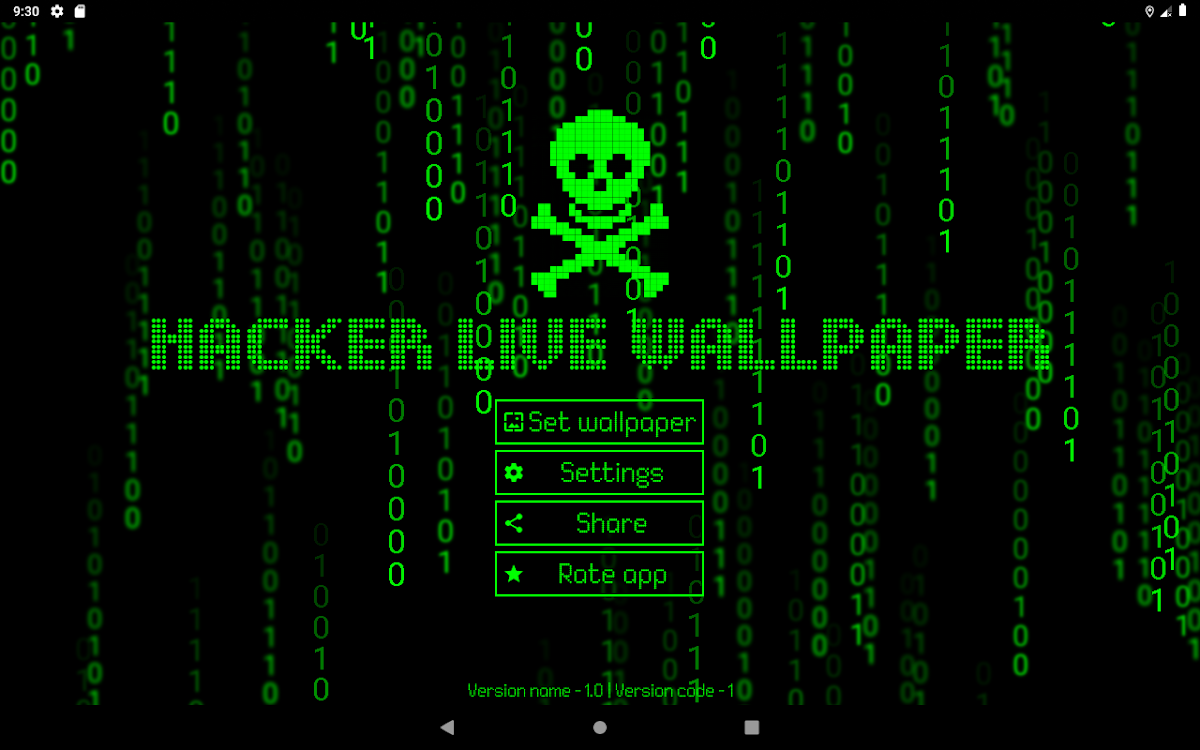 9:30
HACKER LIVE WALLPAPER
Set wallpaper
Settings
Share
Rate app
Version name - 1.0 | Version code - 1